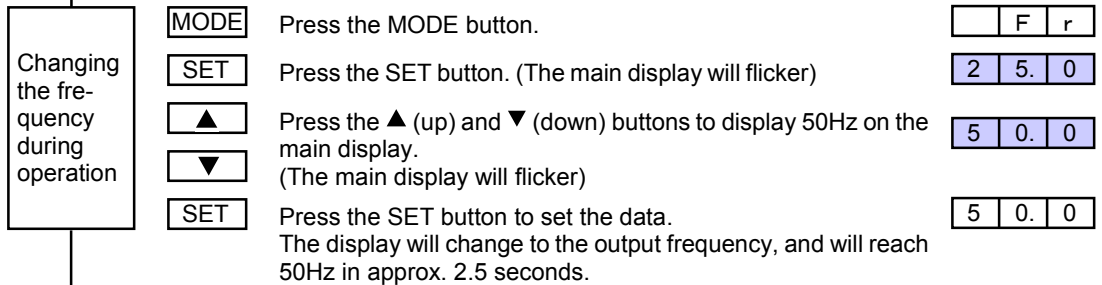 MODE Press the MODE button. F r
Changing
the fre-
quency
during
operation
SET Press the SET button. (The main display will flicker) 2 5. 0
▲ Press the ▲ (up) and ▼ (down) buttons to display 50Hz on the 5 0. 0
main display.
▼ (The main display will flicker)
SET Press the SET button to set the data. 5 0. 0
The display will change to the output frequency, and will reach
50Hz in approx. 2.5 seconds.